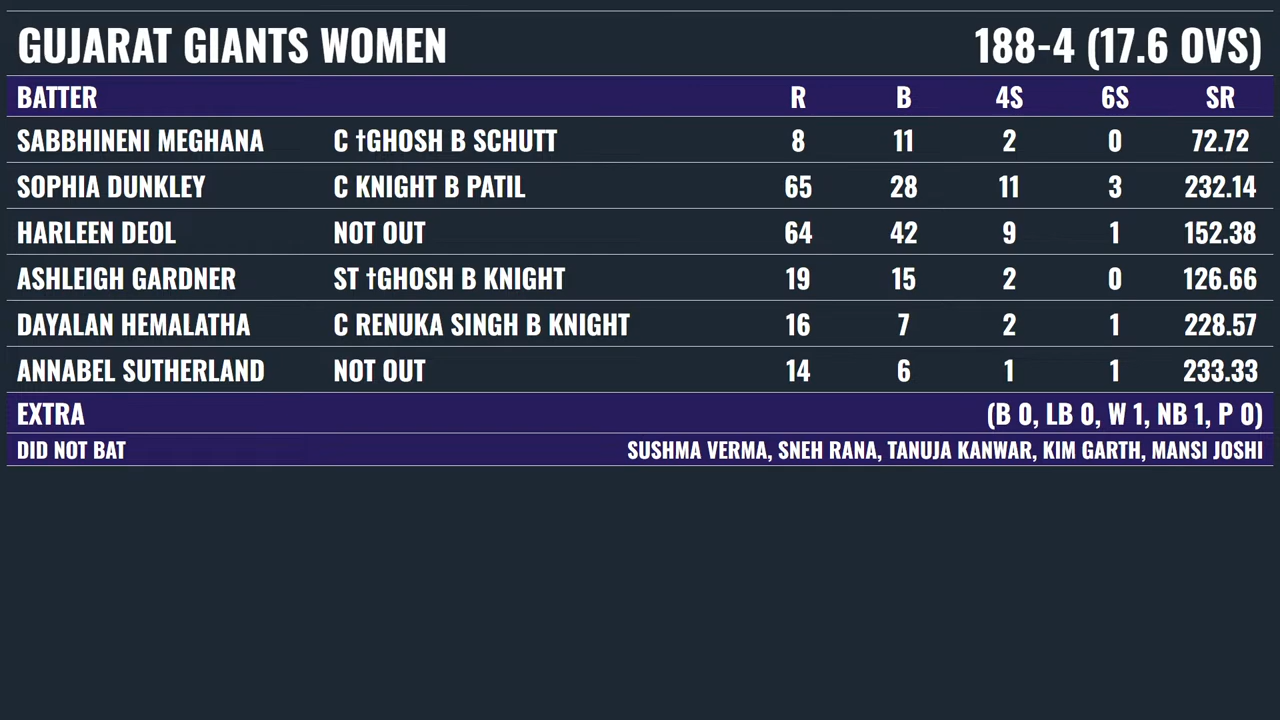 GUJARAT GIANTS WOMEN 188-4 (17.6 OVS)
BATTER R B 4S 6S SR
SABBHINENI MEGHANA C †GHOSH B SCHUTT 8 11 2 0 72.72
SOPHIA DUNKLEY C KNIGHT B PATIL 65 28 11 3 232.14
HARLEEN DEOL NOT OUT 64 42 9 1 152.38
ASHLEIGH GARDNER ST †GHOSH B KNIGHT 19 15 2 0 126.66
DAYALAN HEMALATHA C RENUKA SINGH B KNIGHT 16 7 2 1 228.57
ANNABEL SUTHERLAND NOT OUT 14 6 1 1 233.33
EXTRA (B 0, LB 0, W 1, NB 1, P 0)
DID NOT BAT SUSHMA VERMA, SNEH RANA, TANUJA KANWAR, KIM GARTH, MANSI JOSHI